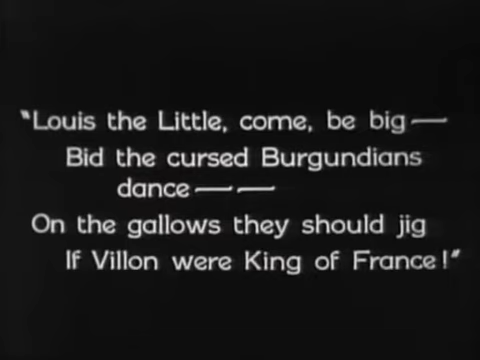 "Louis the Little, come, be big—
Bid the cursed Burgundians
dance— —
On the gallows they should jig
If Villon were King of France!"